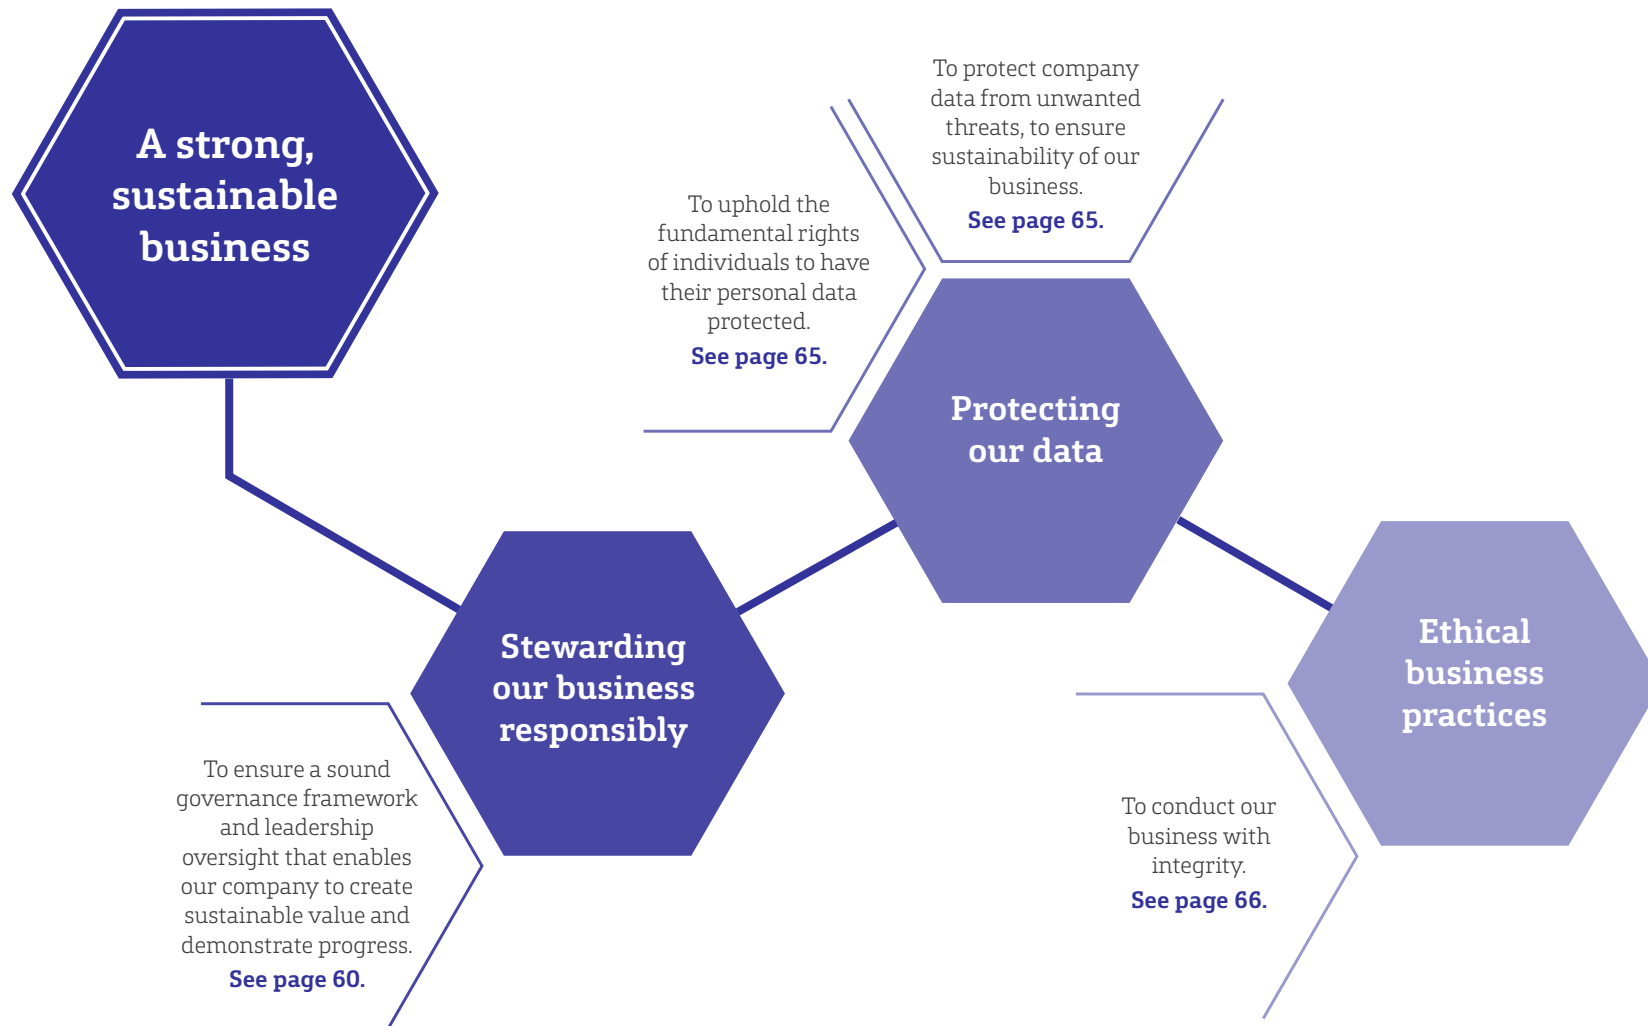 A strong,
sustainable
business
To protect company
data from unwanted
threats, to ensure
sustainability of our
business.
See page 65.
To uphold the
fundamental rights
of individuals to have
their personal data
protected.
See page 65.
Protecting
our data
Stewarding
our business
responsibly
Ethical
business
practices
To ensure a sound
governance framework
and leadership
oversight that enables
our company to create
sustainable value and
demonstrate progress.
See page 60.
To conduct our
business with
integrity.
See page 66.